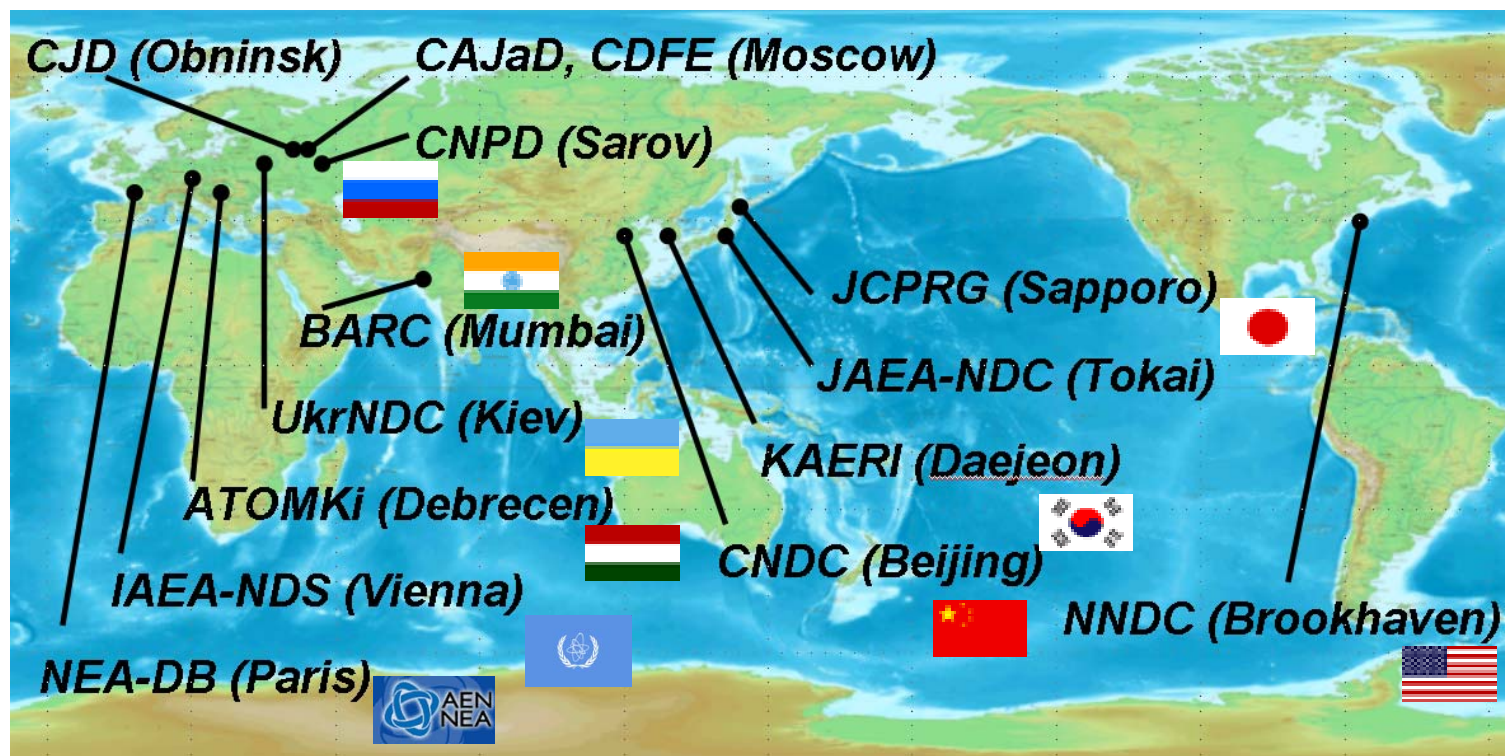 CJD (Obninsk)
CAJaD, CDFE (Moscow)
CNPD (Sarov)
BARC (Mumbai)
JCPRG (Sapporo)
JAEA-NDC (Tokai)
UkrNDC (Kiev)
KAERI (Daejeon)
ATOMKi (Debrecen)
CNDC (Beijing)
IAEA-NDS (Vienna)
NNDC (Brookhaven)
NEA-DB (Paris)
AEN
NEA